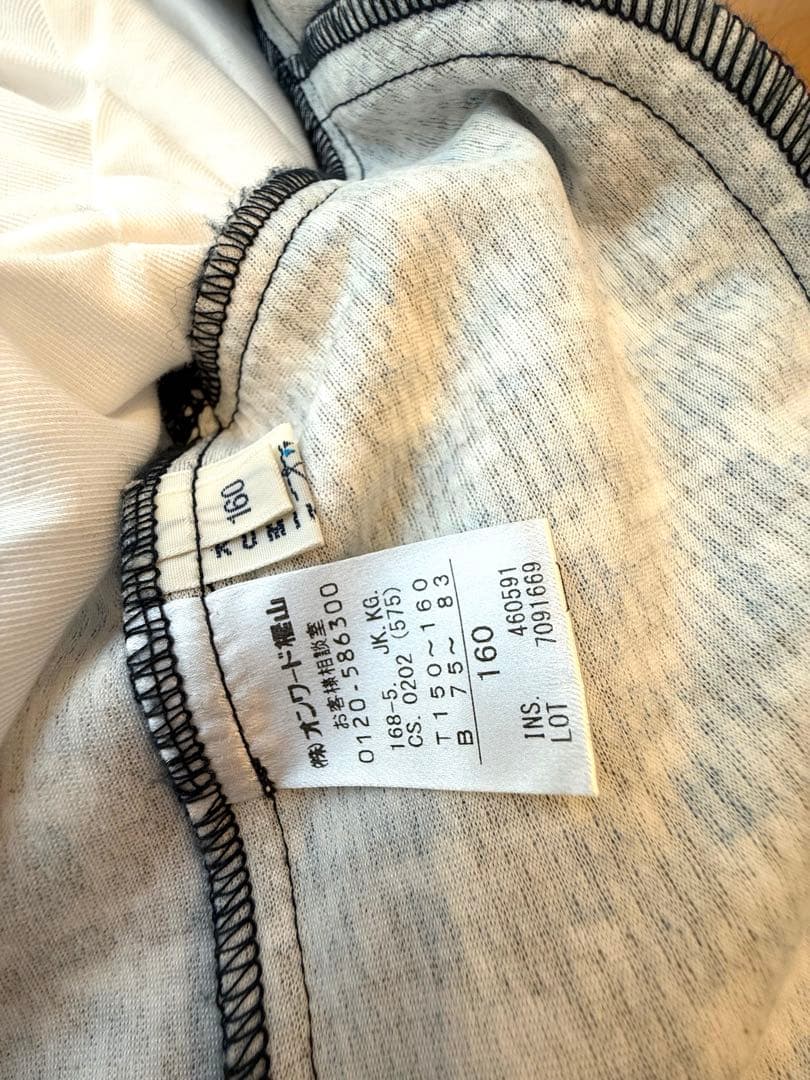 160
㈱オンワード樫山
お客様相談室
0120-586300
168-5. JK. KG.
CS. 0202 (575)
T 150～160
B 75～ 83
160
INS. 460591
LOT 7091669